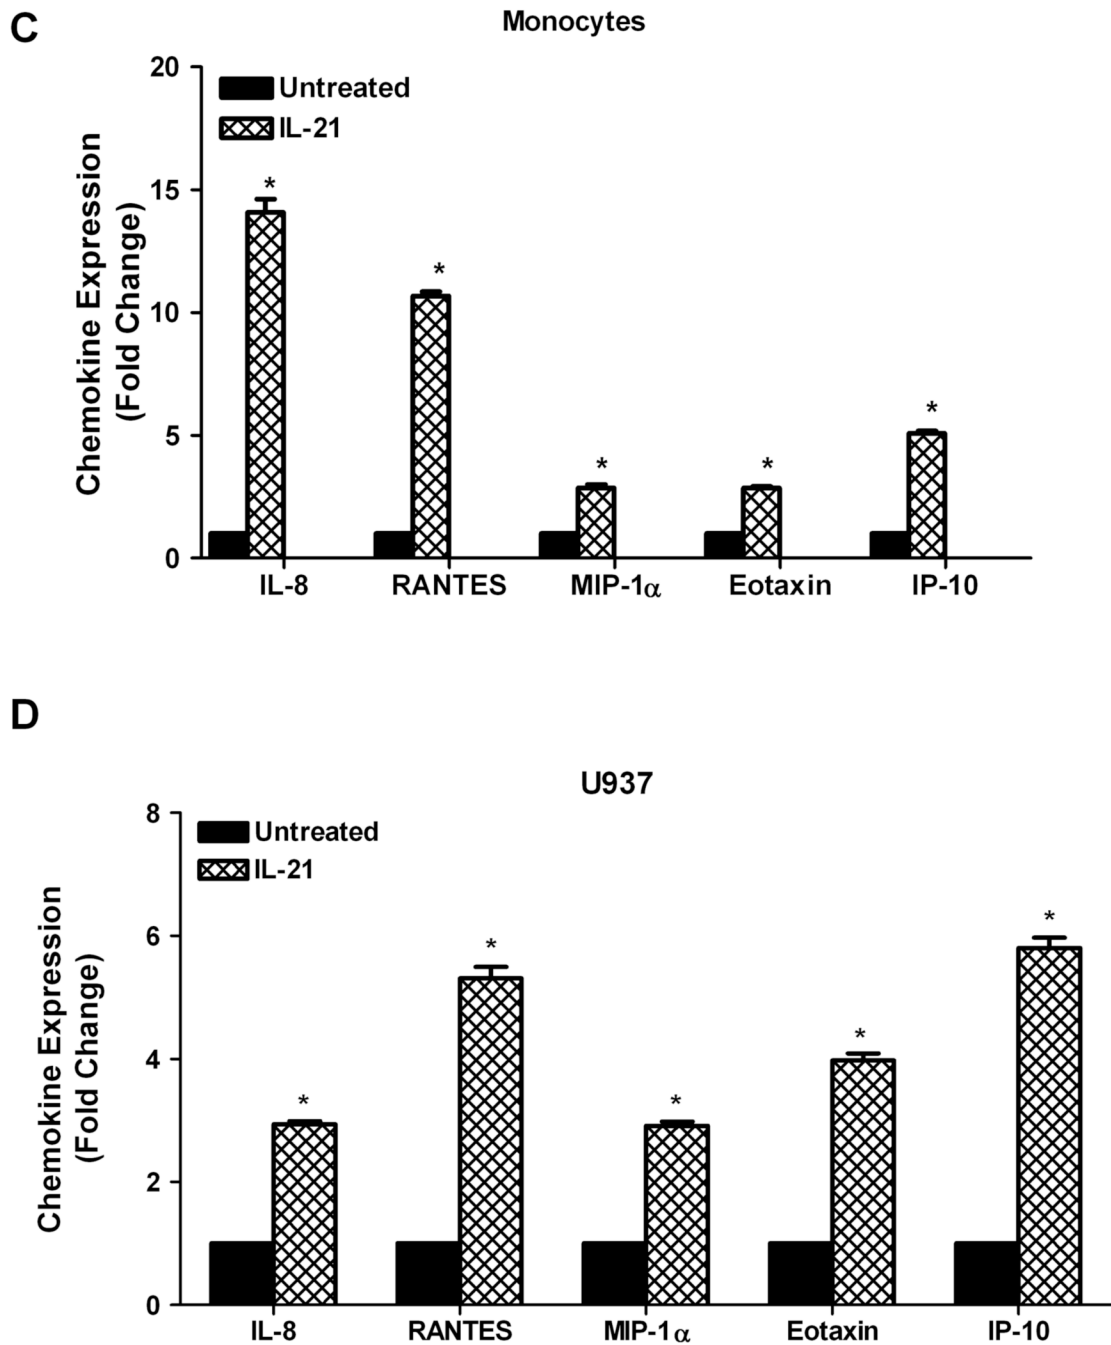 C
Monocytes
20
Untreated
IL-21
15
10
5
0
Chemokine Expression
(Fold Change)
*
*
*
*
*
IL-8 RANTES MIP-1α Eotaxin IP-10
D
U937
8
Untreated
IL-21
6
4
2
0
Chemokine Expression
(Fold Change)
*
*
*
*
*
IL-8 RANTES MIP-1α Eotaxin IP-10